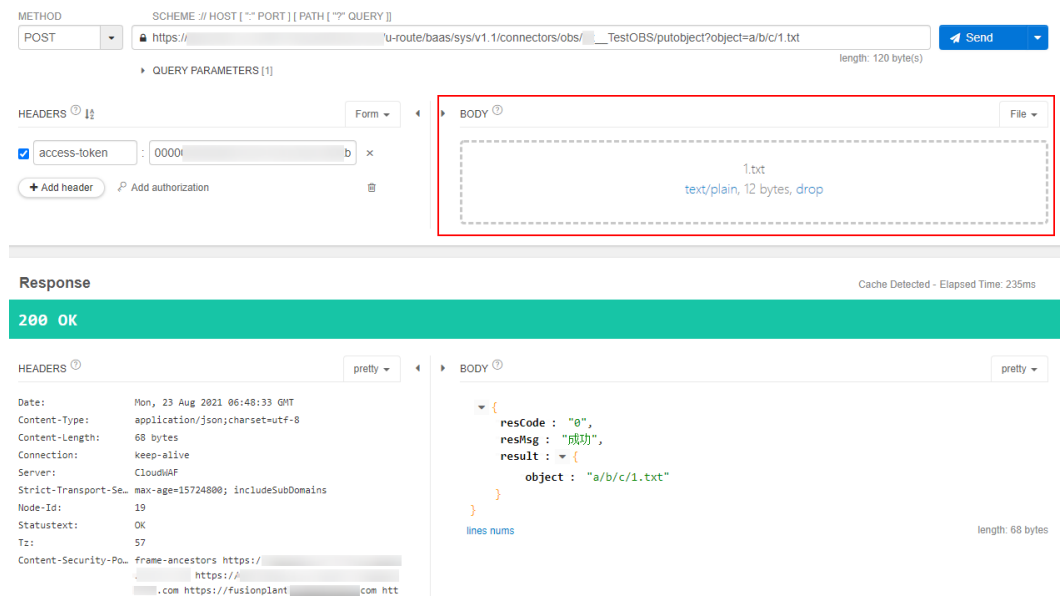 METHOD SCHEME :// HOST [ ":" PORT ] [ PATH [ "?" QUERY ]]
POST https:// 'u-route/baas/sys/v1.1/connectors/obs/ __TestOBS/putobject?object=a/b/c/1.txt Send
length: 120 byte(s)
QUERY PARAMETERS [1]
HEADERS ? Form BODY ? File
access-token : 0000 b ×
1.txt
text/plain, 12 bytes, drop
+ Add header Add authorization
Response Cache Detected - Elapsed Time: 235ms
200 OK
HEADERS ? pretty BODY ? pretty
Date: Mon, 23 Aug 2021 06:48:33 GMT
Content-Type: application/json;charset=utf-8
Content-Length: 68 bytes
Connection: keep-alive
Server: CloudWAF
Strict-Transport-Se… max-age=15724800; includeSubDomains
Node-Id: 19
Statustext: OK
Tz: 57
Content-Security-Po… frame-ancestors https:/
https:/
.com https://fusionplant com htt
{
resCode : "0",
resMsg : "成功",
result : {
object : "a/b/c/1.txt"
}
}
lines nums length: 68 bytes